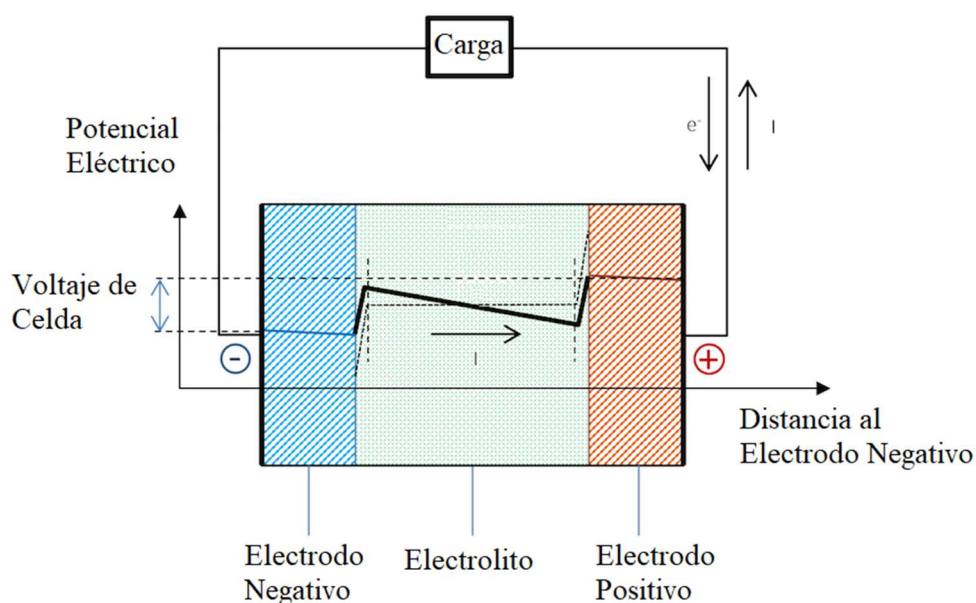 Carga
e-
I
Potencial
Eléctrico
Voltaje de
Celda
-
+
I
Distancia al
Electrodo Negativo
Electrodo
Negativo
Electrolito
Electrodo
Positivo